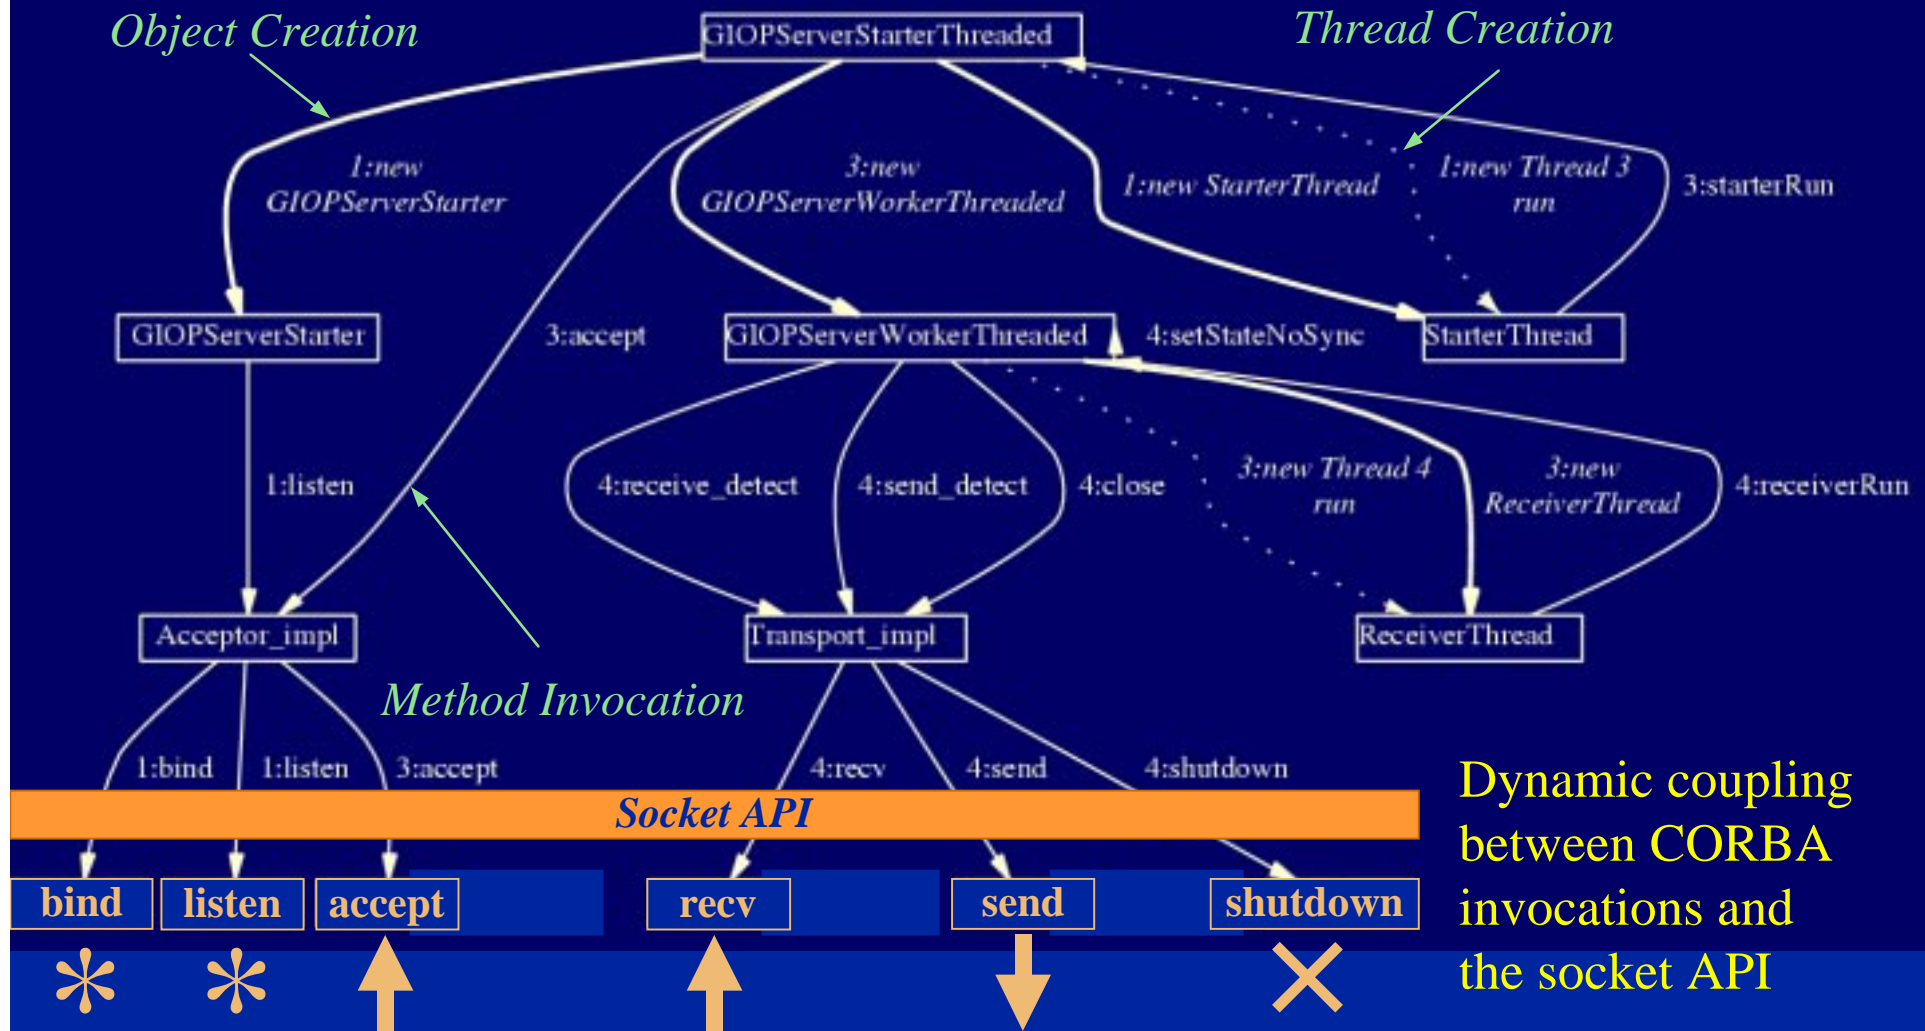 Object Creation
GIOPServerStarterThreaded
Thread Creation
1:new
GIOPServerStarter
3:new
GIOPServerWorkerThreaded
1:new StarterThread
1:new Thread 3
run
3:starterRun
GIOPServerStarter
3:accept
GIOPServerWorkerThreaded
4:setStateNoSync
StarterThread
1:listen
4:receive_detect
4:send_detect
4:close
3:new Thread 4
run
3:new
ReceiverThread
4:receiverRun
Acceptor_impl
Transport_impl
ReceiverThread
Method Invocation
1:bind
1:listen
3:accept
4:recv
4:send
4:shutdown
Socket API
bind
listen
accept
recv
send
shutdown
Dynamic coupling
between CORBA
invocations and
the socket API